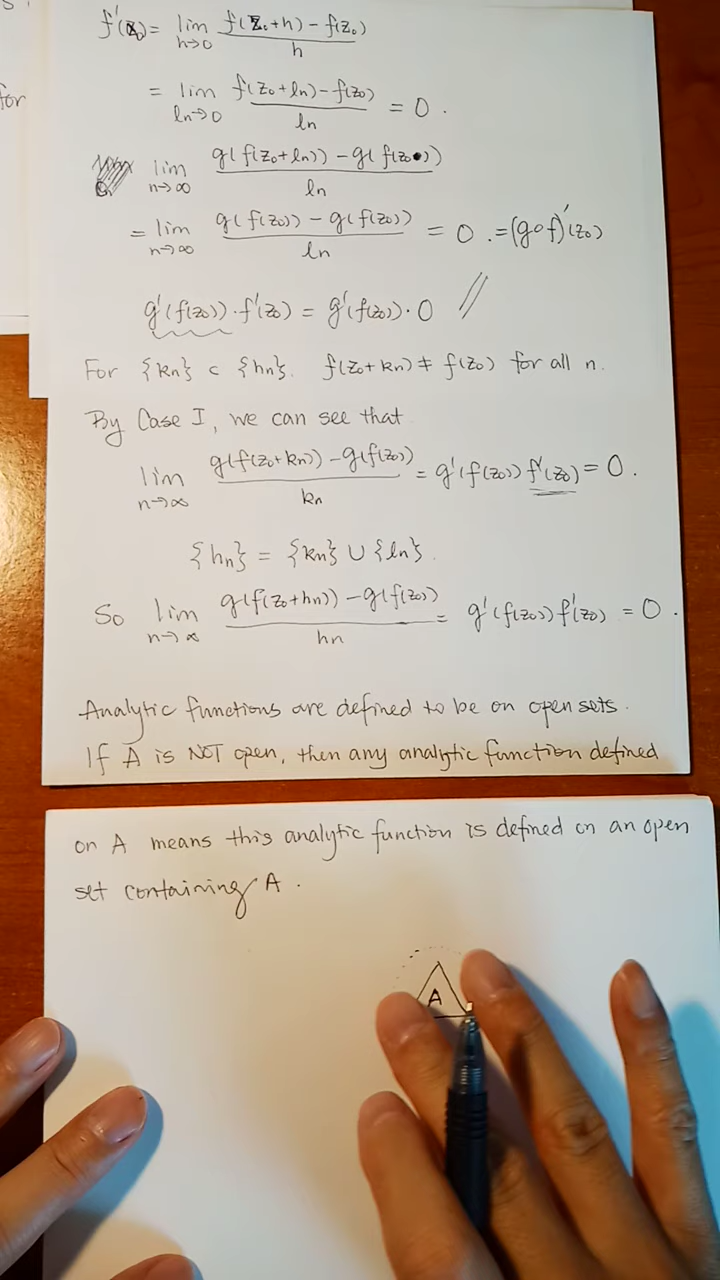 f'(z₀) = lim_{h→0} (f(z₀+h) - f(z₀))/h
= lim_{ln→0} (f(z₀+ln) - f(z₀))/ln = 0.
for
lim_{n→∞} (g(f(z₀+ln)) - g(f(z₀)))/ln
= lim_{n→∞} (g(f(z₀)) - g(f(z₀)))/ln = 0. = (g∘f)'(z₀)
g'(f(z₀))·f'(z₀) = g'(f(z₀))·0 //
For {kn} ⊂ {hn}. f(z₀+kn) ≠ f(z₀) for all n.
By Case I, we can see that
lim_{n→∞} (g(f(z₀+kn)) - g(f(z₀)))/kn = g'(f(z₀)) f'(z₀) = 0.
{hn} = {kn} ∪ {ln}.
So lim_{n→∞} (g(f(z₀+hn)) - g(f(z₀)))/hn = g'(f(z₀)) f'(z₀) = 0.
Analytic functions are defined to be on open sets.
If A is NOT open, then any analytic function defined
on A means this analytic function is defined on an open
set containing A.
A